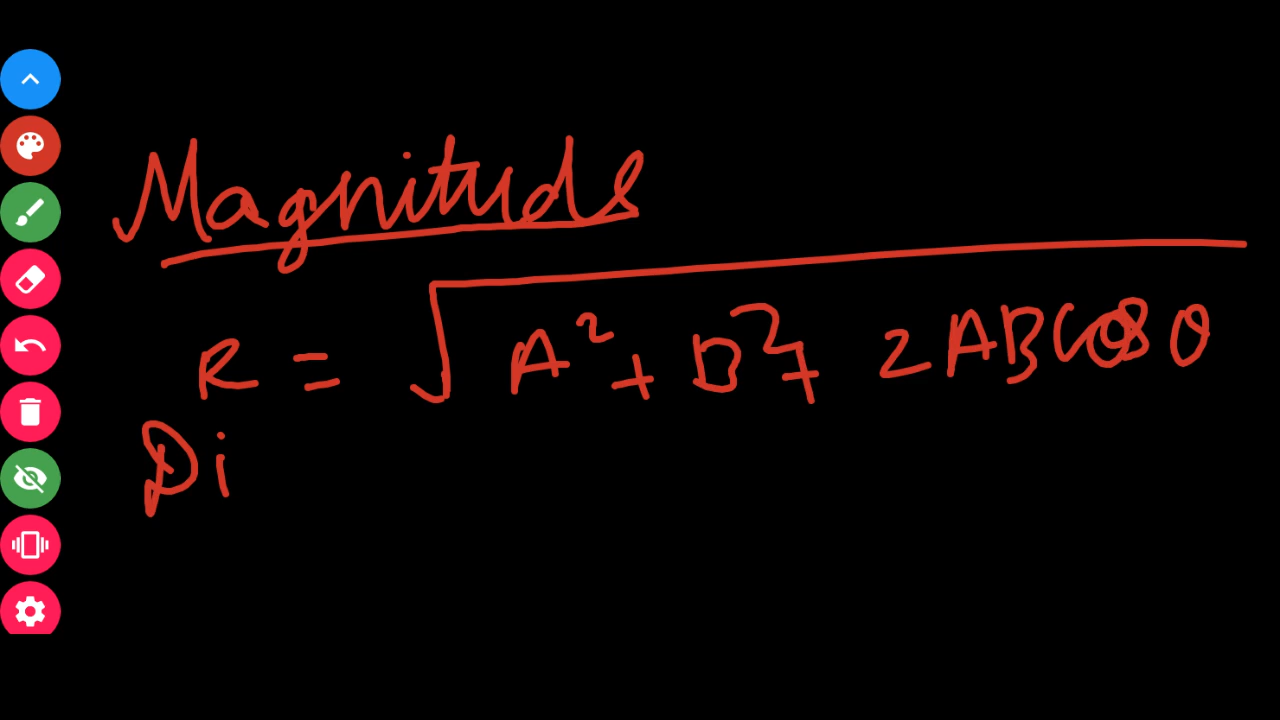 Magnitude
R = √A² + B² + 2ABCosθ
Di